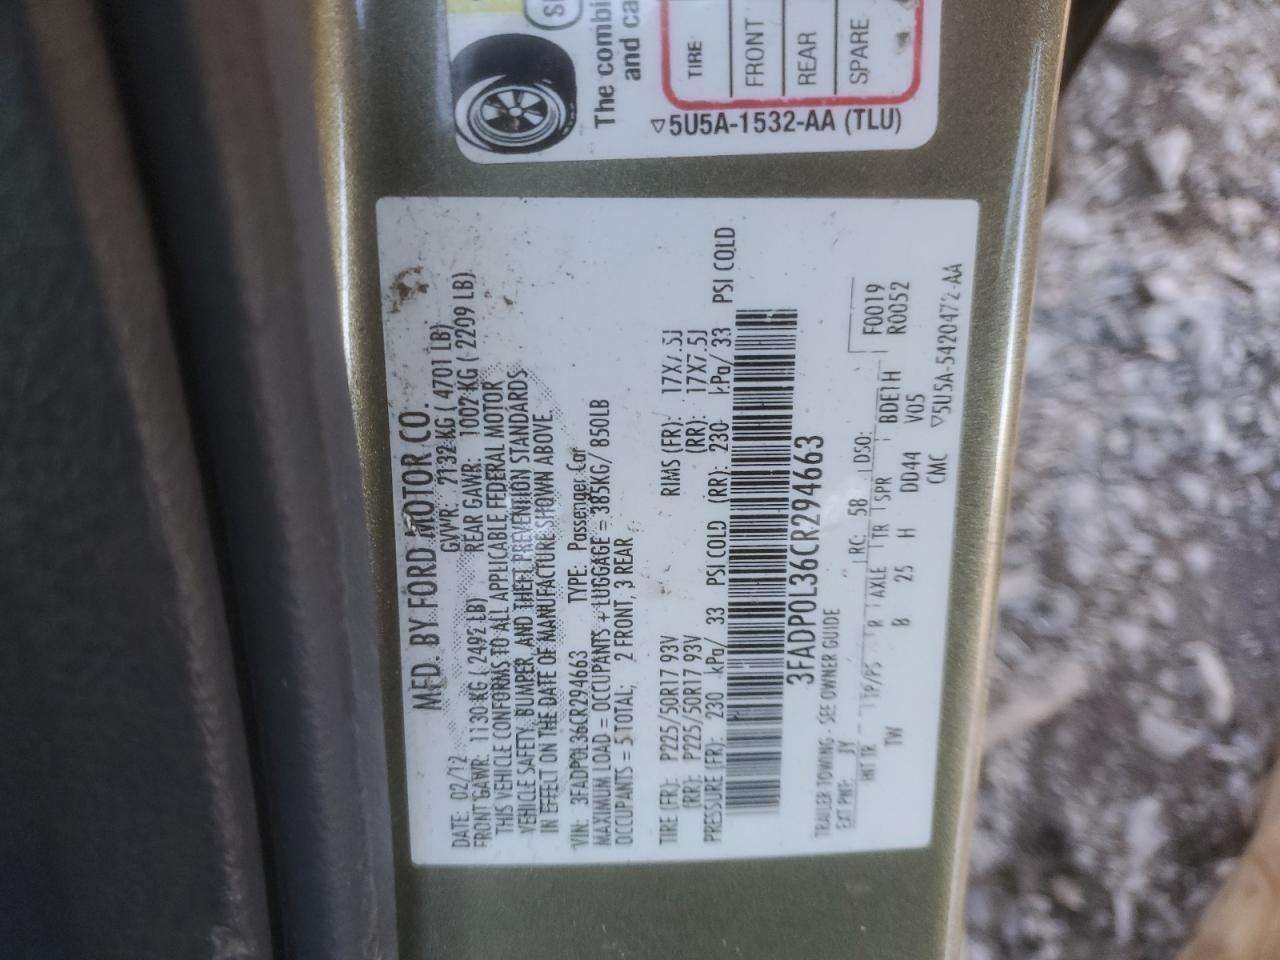 The combi
and ca
TIRE
FRONT
REAR
SPARE
5U5A-1532-AA (TLU)
MFD. BY FORD MOTOR CO.
DATE: 02/12 GVWR: 2132 KG ( 4701 LB)
FRONT GAWR: 1130 KG ( 2492 LB) REAR GAWR: 1002 KG ( 2209 LB)
THIS VEHICLE CONFORMS TO ALL APPLICABLE FEDERAL MOTOR
VEHICLE SAFETY, BUMPER, AND THEFT PREVENTION STANDARDS
IN EFFECT ON THE DATE OF MANUFACTURE SHOWN ABOVE.
VIN: 3FADP0L36CR294663 TYPE: Passenger Car
MAXIMUM LOAD = OCCUPANTS + LUGGAGE = 385KG/ 850LB
OCCUPANTS = 5 TOTAL, 2 FRONT, 3 REAR
TIRE (FR): P225/50R17 93V RIMS (FR): 17X7.5J
(RR): P225/50R17 93V (RR): 17X7.5J
PRESSURE (FR): 230 kPa/ 33 PSI COLD (RR): 230 kPa/ 33 PSI COLD
3FADP0L36CR294663
TRAILER TOWING - SEE OWNER GUIDE
EXT PNT: JY RC: 58 DSO: F0019
R0052
INT TR TP/PS R AXLE TR SPR BDE1H
TW B 25 H DD44 V05
CMC
5U5A-5420472-AA